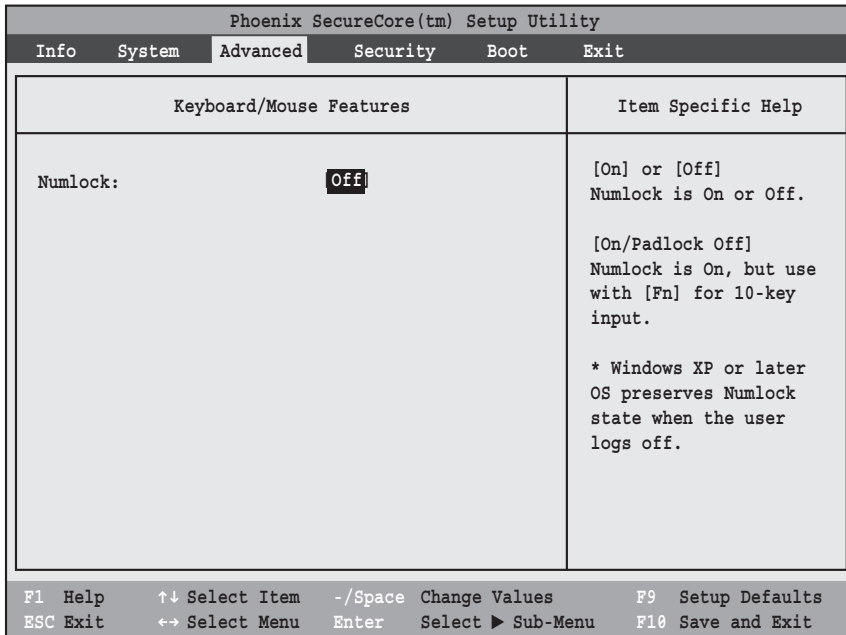 Phoenix SecureCore(tm) Setup Utility
Info System Advanced Security Boot Exit
Keyboard/Mouse Features
Numlock: [Off]
Item Specific Help
[On] or [Off]
Numlock is On or Off.
[On/Padlock Off]
Numlock is On, but use
with [Fn] for 10-key
input.
* Windows XP or later
OS preserves Numlock
state when the user
logs off.
F1 Help ↑↓ Select Item -/Space Change Values F9 Setup Defaults
ESC Exit ←→ Select Menu Enter Select ▶ Sub-Menu F10 Save and Exit